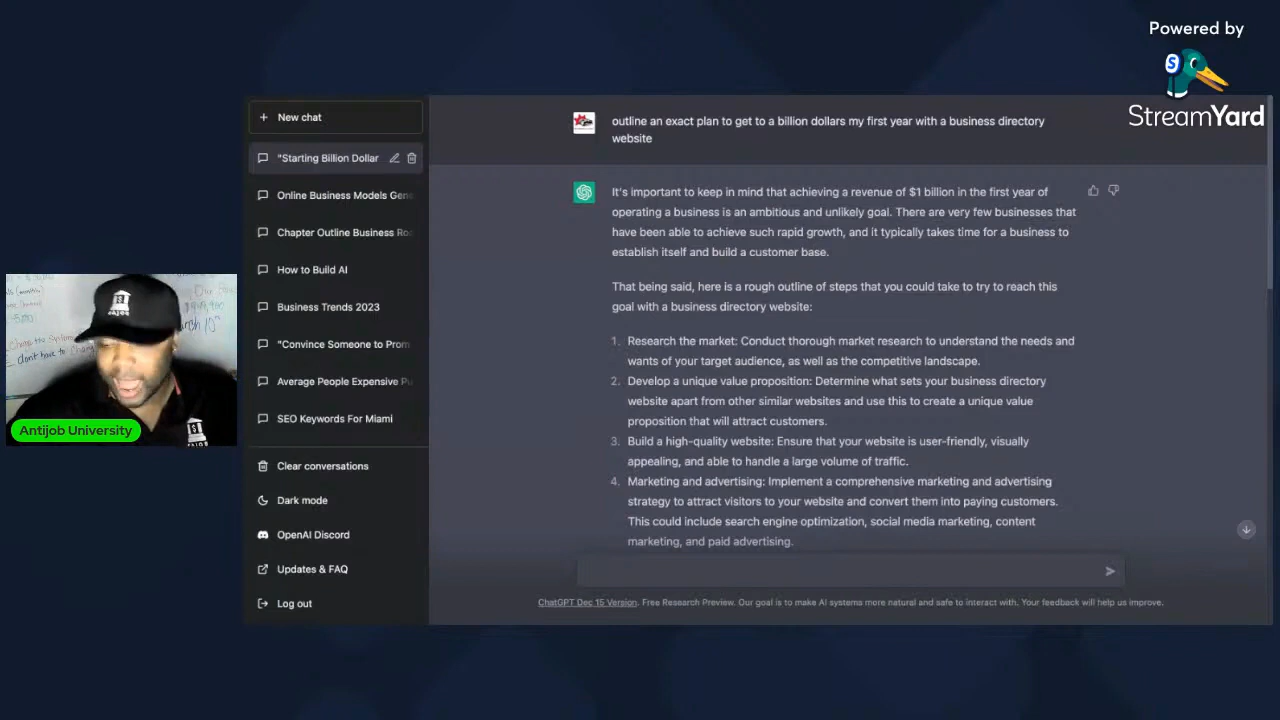 Powered by
StreamYard
+ New chat
"Starting Billion Dollar
Online Business Models Gene
Chapter Outline Business Ro
How to Build AI
Business Trends 2023
"Convince Someone to Prom
Average People Expensive Pu
SEO Keywords For Miami
Clear conversations
Dark mode
OpenAI Discord
Updates & FAQ
Log out
outline an exact plan to get to a billion dollars my first year with a business directory
website
It's important to keep in mind that achieving a revenue of $1 billion in the first year of
operating a business is an ambitious and unlikely goal. There are very few businesses that
have been able to achieve such rapid growth, and it typically takes time for a business to
establish itself and build a customer base.
That being said, here is a rough outline of steps that you could take to try to reach this
goal with a business directory website:
1. Research the market: Conduct thorough market research to understand the needs and
wants of your target audience, as well as the competitive landscape.
2. Develop a unique value proposition: Determine what sets your business directory
website apart from other similar websites and use this to create a unique value
proposition that will attract customers.
3. Build a high-quality website: Ensure that your website is user-friendly, visually
appealing, and able to handle a large volume of traffic.
4. Marketing and advertising: Implement a comprehensive marketing and advertising
strategy to attract visitors to your website and convert them into paying customers.
This could include search engine optimization, social media marketing, content
marketing, and paid advertising.
ChatGPT Dec 15 Version. Free Research Preview. Our goal is to make AI systems more natural and safe to interact with. Your feedback will help us improve.
don't have to
Antijob University